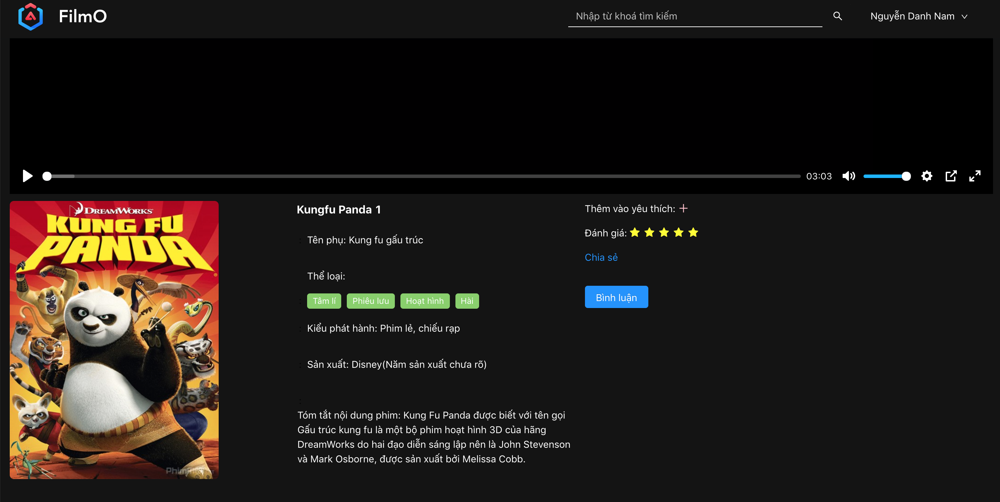 FilmO
Nhập từ khoá tìm kiếm
Nguyễn Danh Nam
03:03
DREAMWORKS
KUNG FU
PANDA
Kungfu Panda 1
: Tên phụ: Kung fu gấu trúc
Thể loại:
: Tâm lí Phiêu lưu Hoạt hình Hài
: Kiểu phát hành: Phim lẻ, chiếu rạp
: Sản xuất: Disney(Năm sản xuất chưa rõ)
:
Tóm tắt nội dung phim: Kung Fu Panda được biết với tên gọi
Gấu trúc kung fu là một bộ phim hoạt hình 3D của hãng
DreamWorks do hai đạo diễn sáng lập nên là John Stevenson
và Mark Osborne, được sản xuất bởi Melissa Cobb.
Thêm vào yêu thích:
Đánh giá:
Chia sẻ
Bình luận